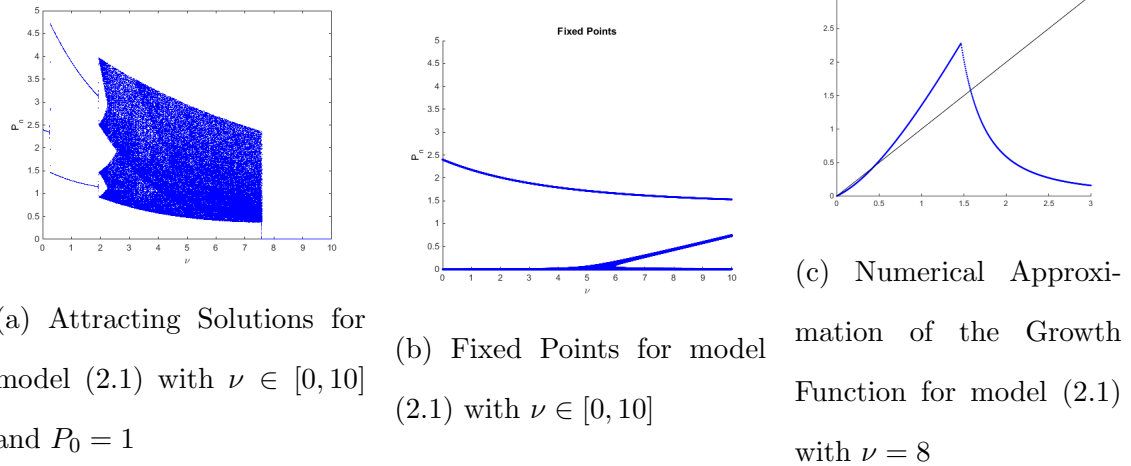 5
4.5
4
3.5
3
2.5
2
1.5
1
0.5
0
P_n
0 1 2 3 4 5 6 7 8 9 10
ν
(a) Attracting Solutions for
model (2.1) with ν ∈ [0, 10]
and P₀ = 1
Fixed Points
5
4.5
4
3.5
3
2.5
2
1.5
1
0.5
0
P_n
0 1 2 3 4 5 6 7 8 9 10
ν
(b) Fixed Points for model
(2.1) with ν ∈ [0, 10]
2.5
2
1.5
1
0.5
0
0 0.5 1 1.5 2 2.5 3
(c) Numerical Approxi-
mation of the Growth
Function for model (2.1)
with ν = 8